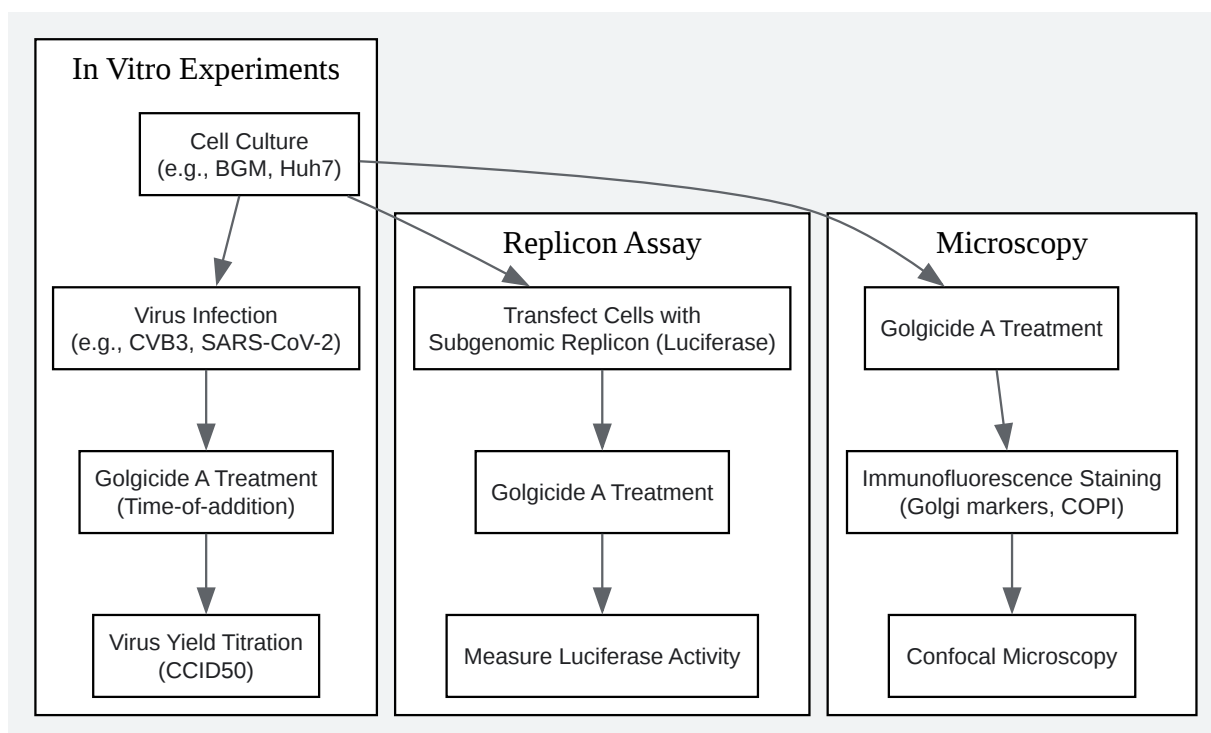 In Vitro Experiments
Cell Culture
(e.g., BGM, Huh7)
Virus Infection
(e.g., CVB3, SARS-CoV-2)
Golgicide A Treatment
(Time-of-addition)
Virus Yield Titration
(CCID50)
Replicon Assay
Transfect Cells with
Subgenomic Replicon (Luciferase)
Golgicide A Treatment
Measure Luciferase Activity
Microscopy
Golgicide A Treatment
Immunofluorescence Staining
(Golgi markers, COPI)
Confocal Microscopy